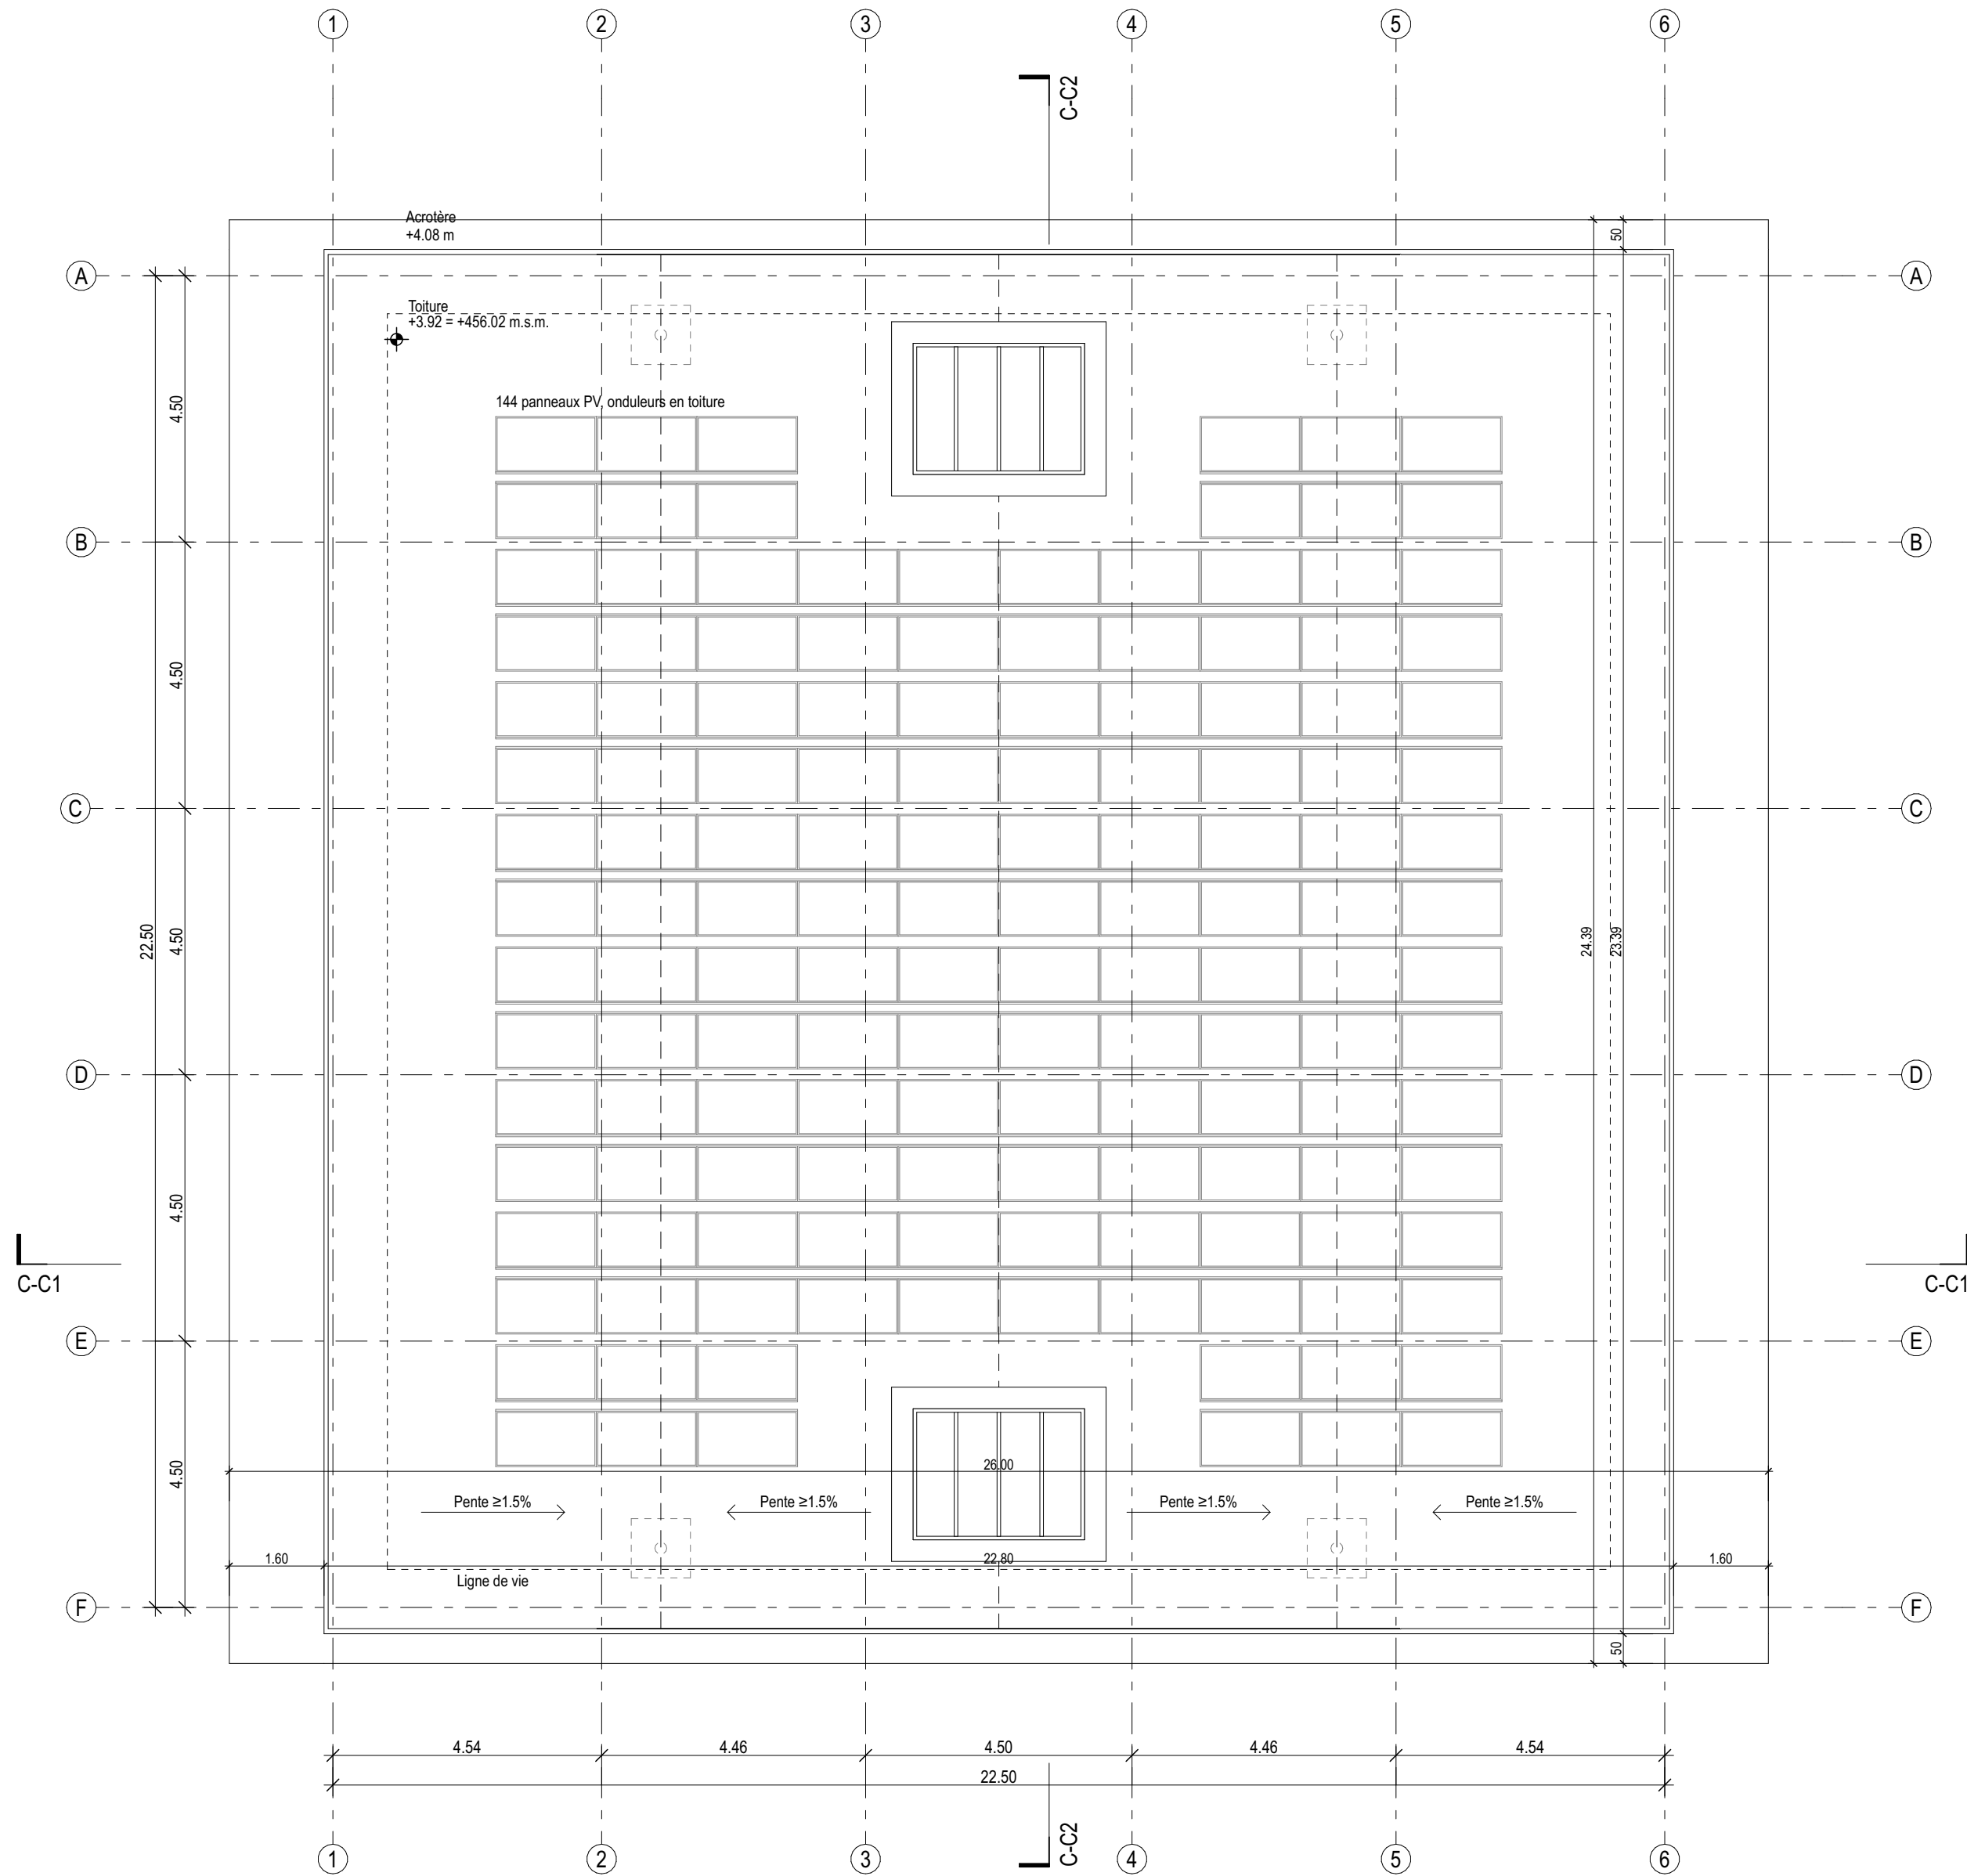 1 2 3 4 5 6
C-C2
Acrotère
+4.08 m
50
A A
Toiture
+3.92 = +456.02 m.s.m.
144 panneaux PV, onduleurs en toiture
4.50
B B
4.50
C C
22.50
4.50
24.39
23.39
D D
4.50
C-C1 C-C1
E E
4.50
26.00
Pente ≥1.5% Pente ≥1.5% Pente ≥1.5% Pente ≥1.5%
1.60 22.80 1.60
Ligne de vie
F F
50
4.54 4.46 4.50 4.46 4.54
22.50
C-C2
1 2 3 4 5 6